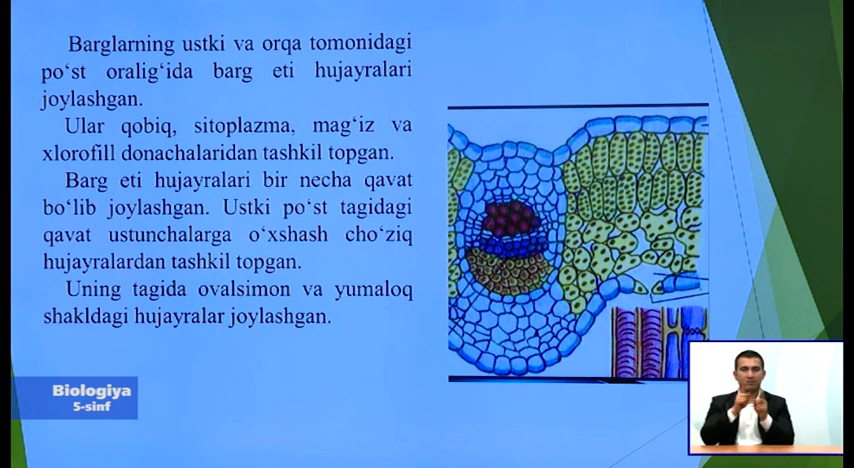 Barglarning ustki va orqa tomonidagi
po‘st oralig‘ida barg eti hujayralari
joylashgan.
Ular qobiq, sitoplazma, mag‘iz va
xlorofill donachalaridan tashkil topgan.
Barg eti hujayralari bir necha qavat
bo‘lib joylashgan. Ustki po‘st tagidagi
qavat ustunchalarga o‘xshash cho‘ziq
hujayralardan tashkil topgan.
Uning tagida ovalsimon va yumaloq
shakldagi hujayralar joylashgan.
Biologiya
5-sinf